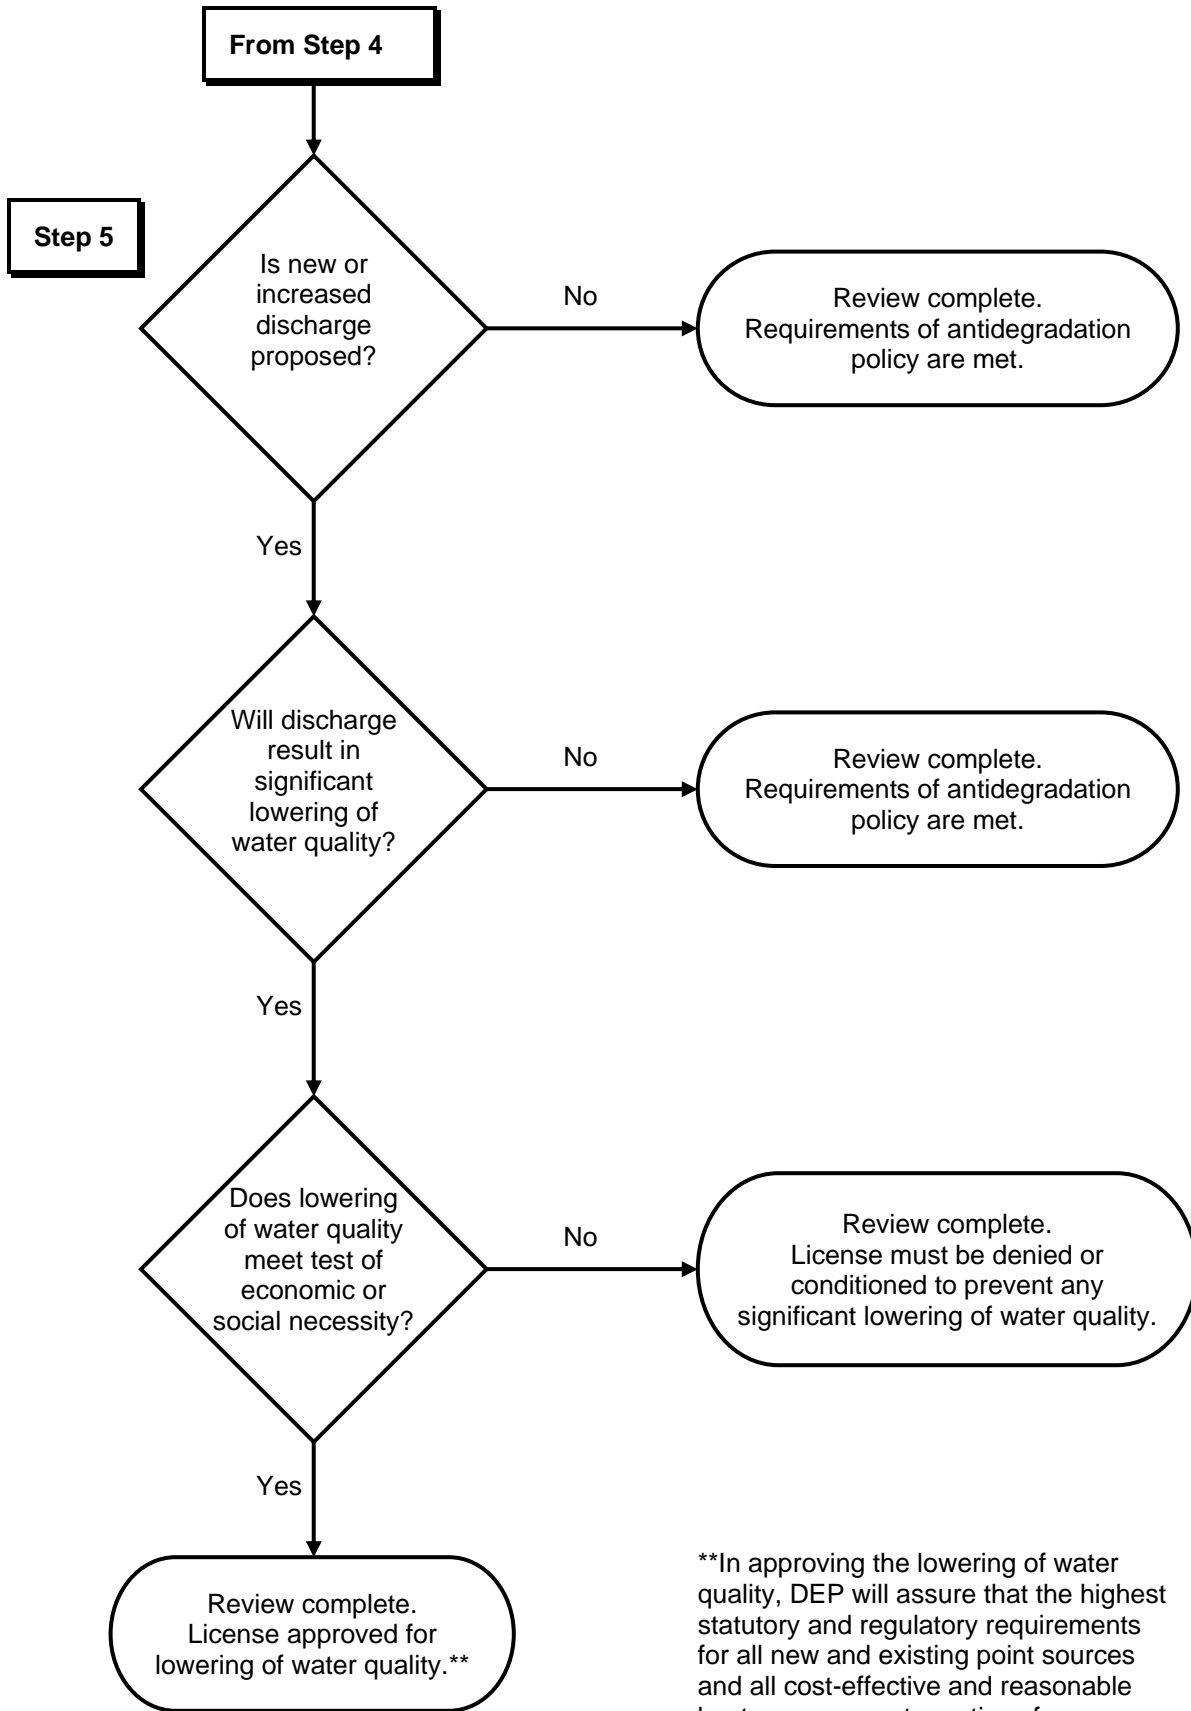 From Step 4
Step 5
Is new or
increased
discharge
proposed?
No
Review complete.
Requirements of antidegradation
policy are met.
Yes
Will discharge
result in
significant
lowering of
water quality?
No
Review complete.
Requirements of antidegradation
policy are met.
Yes
Does lowering
of water quality
meet test of
economic or
social necessity?
No
Review complete.
License must be denied or
conditioned to prevent any
significant lowering of water quality.
Yes
Review complete.
License approved for
lowering of water quality.**
**In approving the lowering of water
quality, DEP will assure that the highest
statutory and regulatory requirements
for all new and existing point sources
and all cost-effective and reasonable